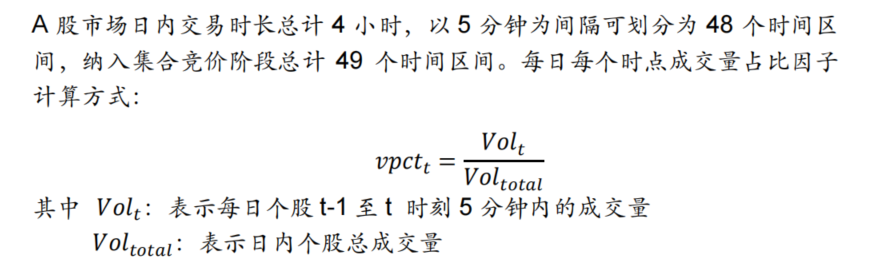 A 股市场日内交易时长总计 4 小时，以 5 分钟为间隔可划分为 48 个时间区
间，纳入集合竞价阶段总计 49 个时间区间。每日每个时点成交量占比因子
计算方式：
vpct_t = Vol_t / Vol_total
其中 Vol_t：表示每日个股 t-1 至 t 时刻 5 分钟内的成交量
Vol_total：表示日内个股总成交量